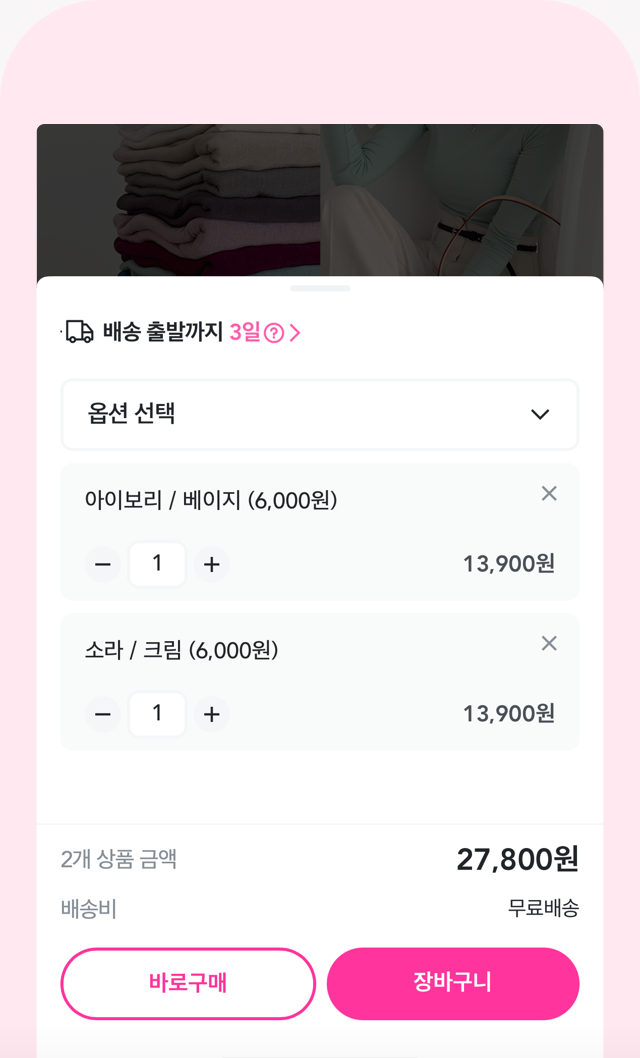 배송 출발까지 3일
옵션 선택
아이보리 / 베이지 (6,000원)
1
13,900원
소라 / 크림 (6,000원)
1
13,900원
2개 상품 금액 27,800원
배송비 무료배송
바로구매 장바구니